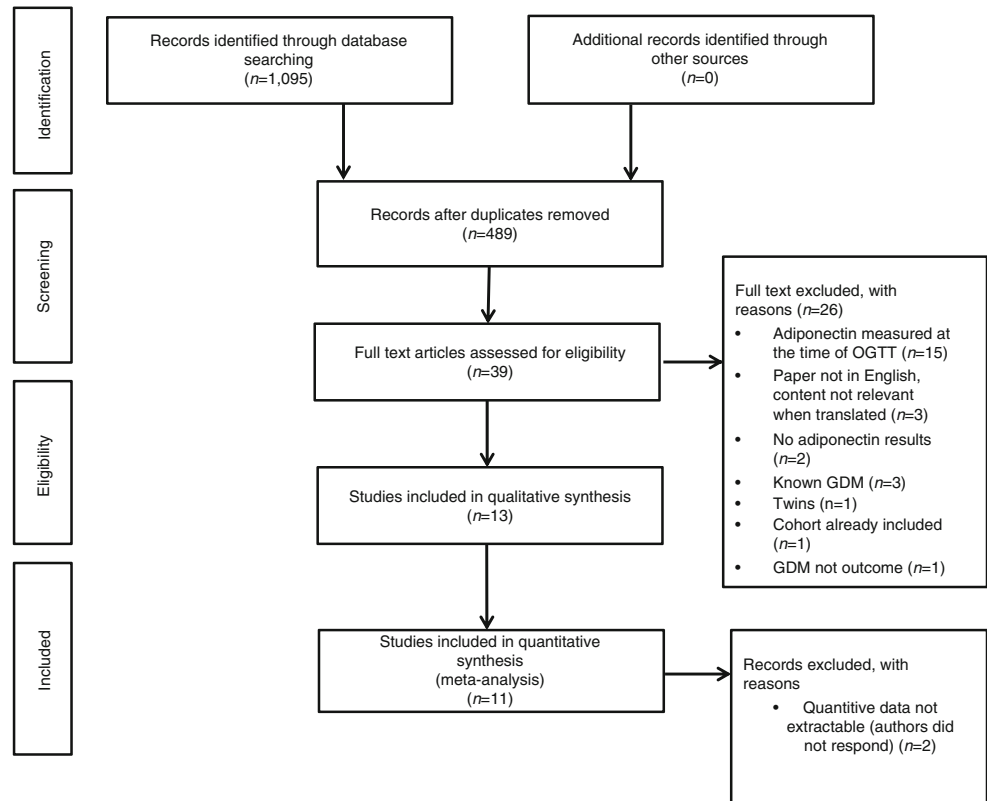 Identification
Records identified through database
searching
(n=1,095)
Additional records identified through
other sources
(n=0)
Screening
Records after duplicates removed
(n=489)
Full text articles assessed for eligibility
(n=39)
Full text excluded, with
reasons (n=26)
• Adiponectin measured at
the time of OGTT (n=15)
• Paper not in English,
content not relevant
when translated (n=3)
• No adiponectin results
(n=2)
• Known GDM (n=3)
• Twins (n=1)
• Cohort already included
(n=1)
• GDM not outcome (n=1)
Eligibility
Studies included in qualitative synthesis
(n=13)
Included
Studies included in quantitative
synthesis
(meta-analysis)
(n=11)
Records excluded, with
reasons
• Quantitive data not
extractable (authors did
not respond) (n=2)